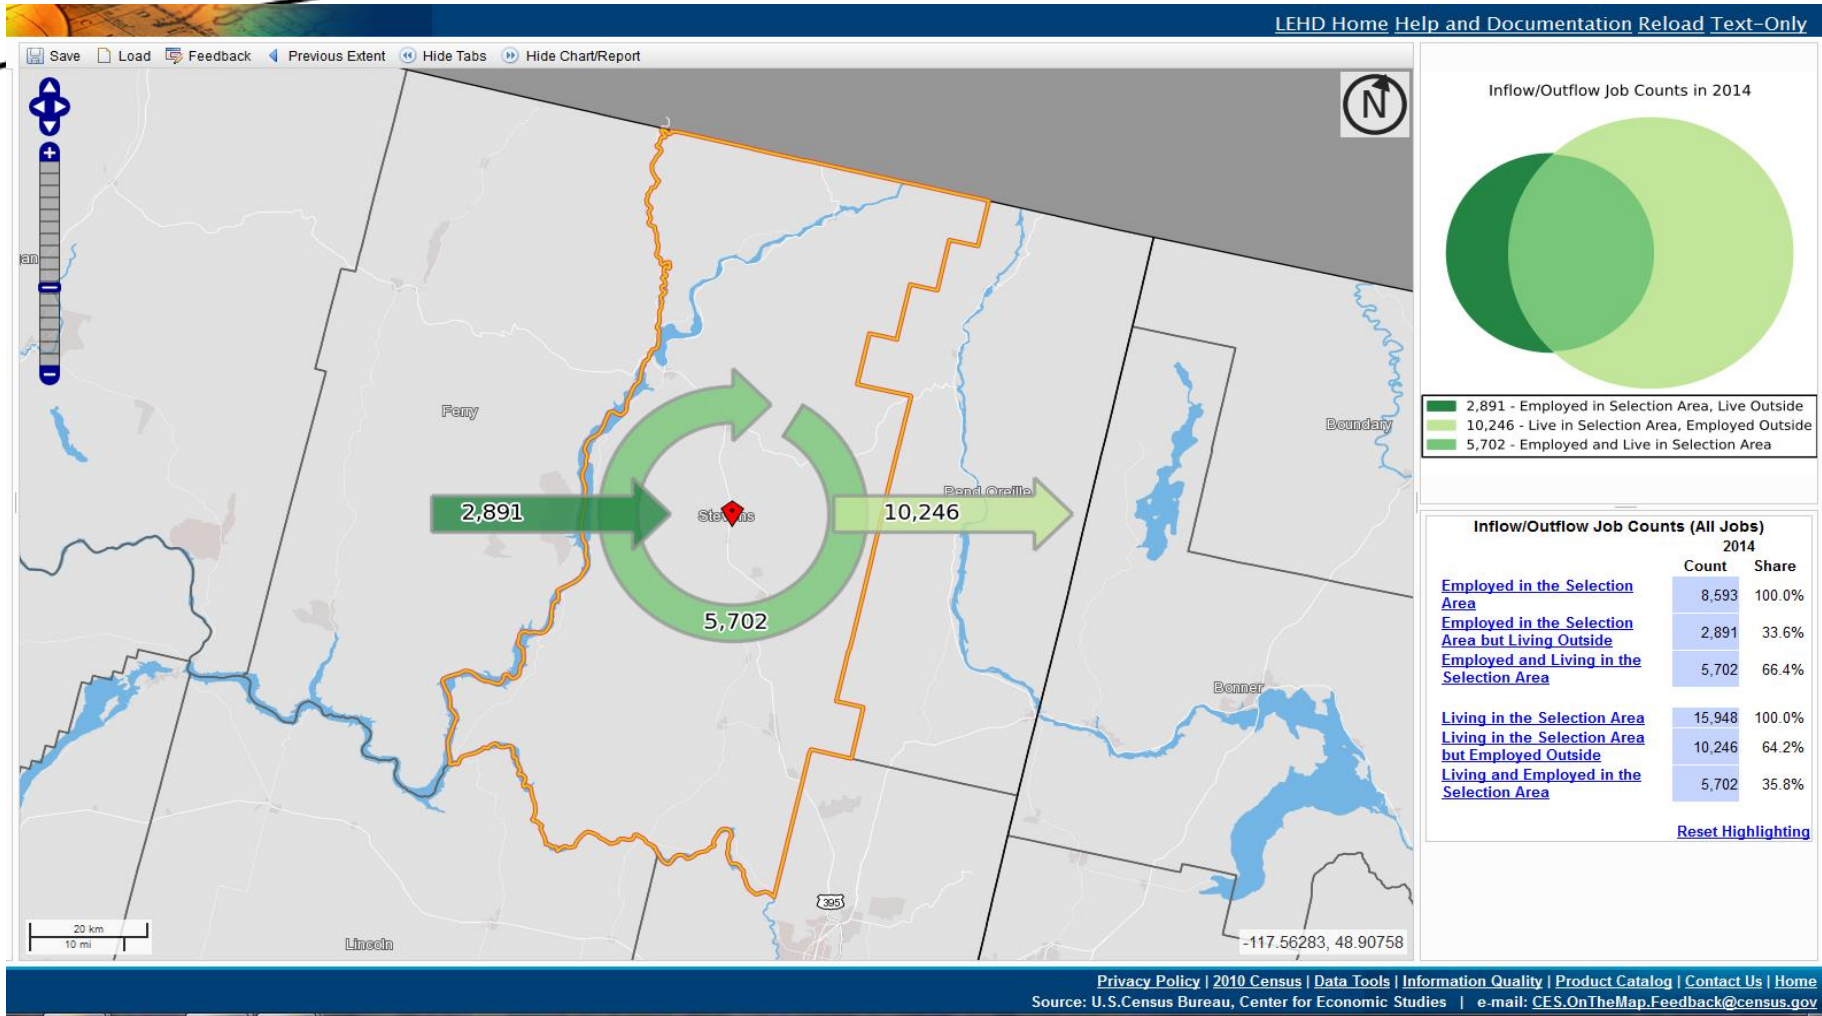 LEHD Home Help and Documentation Reload Text-Only
Save Load Feedback Previous Extent Hide Tabs Hide Chart/Report
N
an
Ferry
Boundary
Pend Oreille
2,891
Stevens
10,246
5,702
Bonner
395
Lincoln
20 km
10 mi
-117.56283, 48.90758
Inflow/Outflow Job Counts in 2014
2,891 - Employed in Selection Area, Live Outside
10,246 - Live in Selection Area, Employed Outside
5,702 - Employed and Live in Selection Area
Inflow/Outflow Job Counts (All Jobs)
2014
Count Share
Employed in the Selection
Area 8,593 100.0%
Employed in the Selection
Area but Living Outside 2,891 33.6%
Employed and Living in the
Selection Area 5,702 66.4%
Living in the Selection Area 15,948 100.0%
Living in the Selection Area
but Employed Outside 10,246 64.2%
Living and Employed in the
Selection Area 5,702 35.8%
Reset Highlighting
Privacy Policy | 2010 Census | Data Tools | Information Quality | Product Catalog | Contact Us | Home
Source: U.S.Census Bureau, Center for Economic Studies | e-mail: CES.OnTheMap.Feedback@census.gov